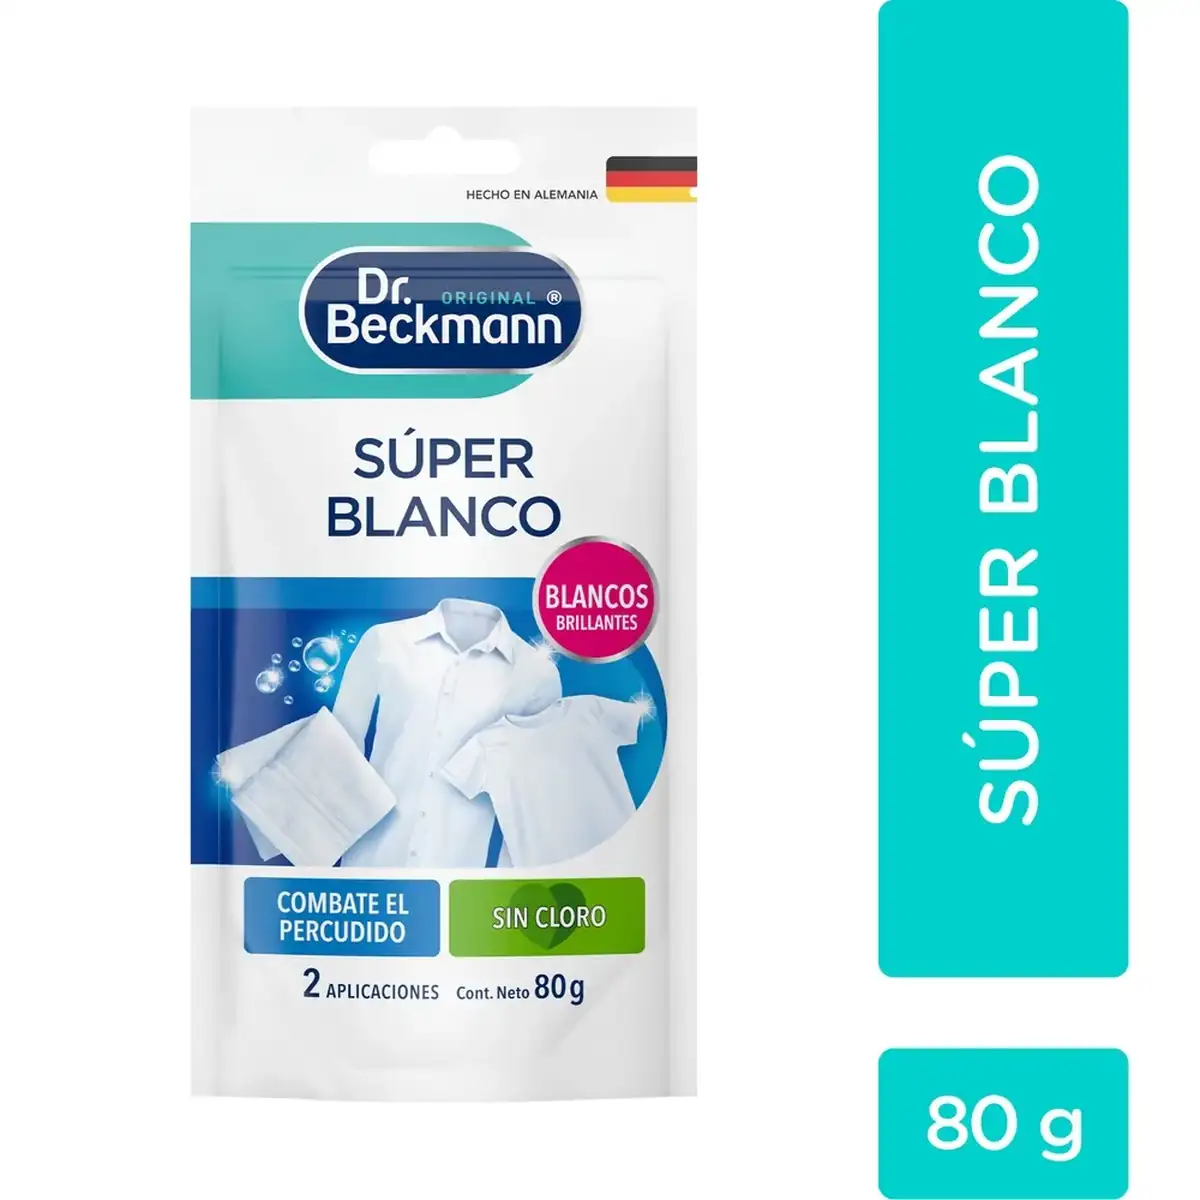 HECHO EN ALEMANIA
Dr.
ORIGINAL ®
Beckmann
SÚPER
BLANCO
BLANCOS
BRILLANTES
COMBATE EL
PERCUDIDO
SIN CLORO
2 APLICACIONES Cont. Neto 80g
SÚPER BLANCO
80 g